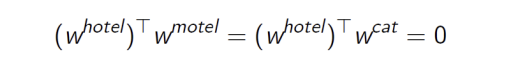 (w^{hotel})^⊤ w^{motel} = (w^{hotel})^⊤ w^{cat} = 0